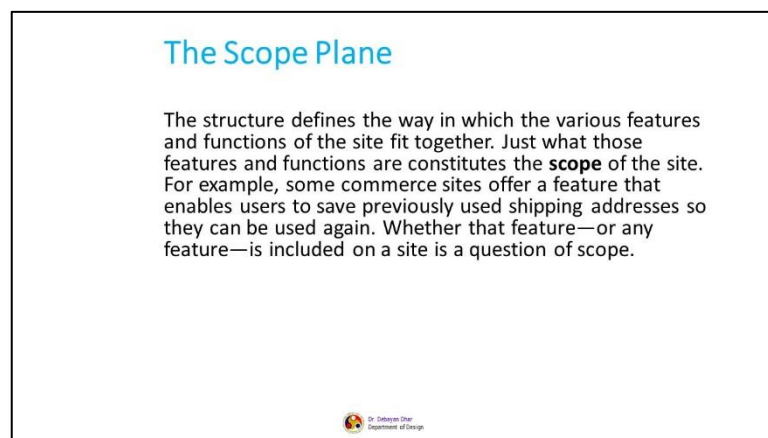 The Scope Plane
The structure defines the way in which the various features
and functions of the site fit together. Just what those
features and functions are constitutes the scope of the site.
For example, some commerce sites offer a feature that
enables users to save previously used shipping addresses so
they can be used again. Whether that feature—or any
feature—is included on a site is a question of scope.
Dr. Debayan Dhar
Department of Design